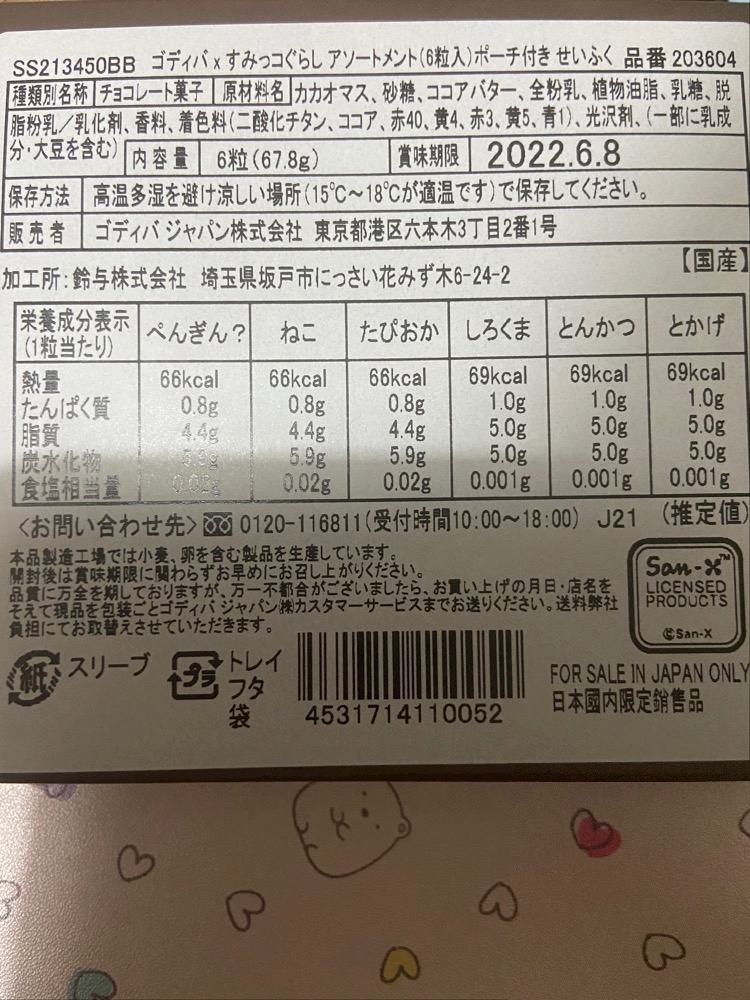 SS213450BB ゴディバ x すみっコぐらし アソートメント(6粒入)ポーチ付き せいふく 品番 203604
種類別名称 チョコレート菓子 原材料名 カカオマス、砂糖、ココアバター、全粉乳、植物油脂、乳糖、脱
脂粉乳/乳化剤、香料、着色料(二酸化チタン、ココア、赤40、黄4、赤3、黄5、青1)、光沢剤、(一部に乳成
分・大豆を含む) 内容量 6粒(67.8g) 賞味期限 2022.6.8
保存方法 高温多湿を避け涼しい場所(15℃～18℃が適温です)で保存してください。
販売者 ゴディバ ジャパン株式会社 東京都港区六本木3丁目2番1号
【国産】
加工所:鈴与株式会社 埼玉県坂戸市にっさい花みず木6-24-2
栄養成分表示 ぺんぎん? ねこ たぴおか しろくま とんかつ とかげ
(1粒当たり)
熱量 66kcal 66kcal 66kcal 69kcal 69kcal 69kcal
たんぱく質 0.8g 0.8g 0.8g 1.0g 1.0g 1.0g
脂質 4.4g 4.4g 4.4g 5.0g 5.0g 5.0g
炭水化物 5.9g 5.9g 5.9g 5.0g 5.0g 5.0g
食塩相当量 0.02g 0.02g 0.02g 0.001g 0.001g 0.001g
<お問い合わせ先> 0120-116811(受付時間10:00～18:00) J21 (推定値)
本品製造工場では小麦、卵を含む製品を生産しています。
開封後は賞味期限に関わらずお早めにお召し上がりください。
品質に万全を期しておりますが、万一不都合がございましたら、お買い上げの月日・店名を
そえて現品を包装ごとゴディバ ジャパン㈱カスタマーサービスまでお送りください。送料弊社
負担にてお取替えさせていただきます。
San-X™
LICENSED
PRODUCTS
©San-X
紙 スリーブ
プラ トレイ
フタ
袋
4531714110052
FOR SALE IN JAPAN ONLY
日本國内限定銷售品